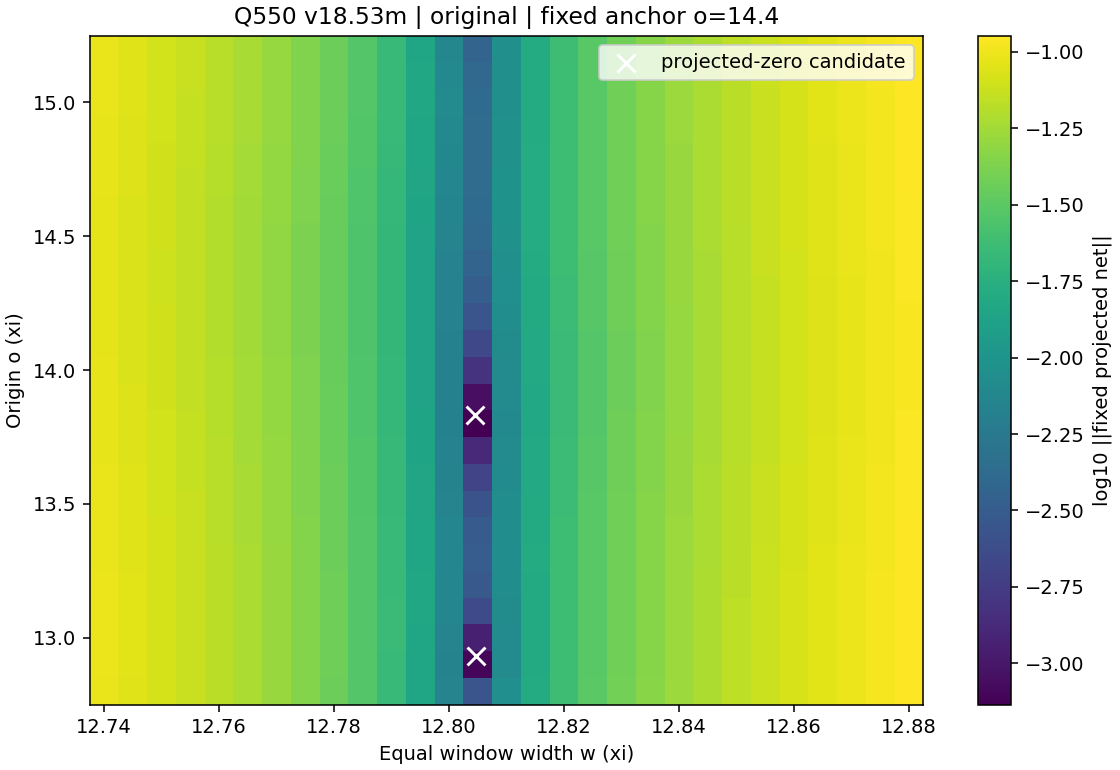 Q550 v18.53m | original | fixed anchor o=14.4
projected-zero candidate
Origin o (xi)
15.0
14.5
14.0
13.5
13.0
12.74 12.76 12.78 12.80 12.82 12.84 12.86 12.88
Equal window width w (xi)
−1.00
−1.25
−1.50
−1.75
−2.00
−2.25
−2.50
−2.75
−3.00
log10 ||fixed projected net||